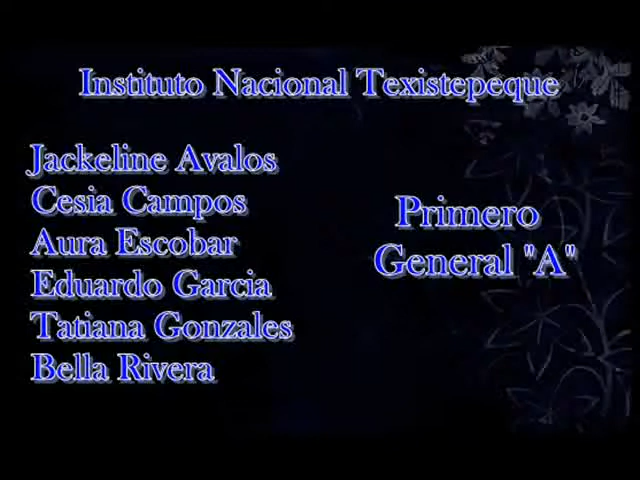 Instituto Nacional Texistepeque
Jackeline Avalos
Cesia Campos
Aura Escobar
Eduardo Garcia
Tatiana Gonzales
Bella Rivera
Primero
General "A"